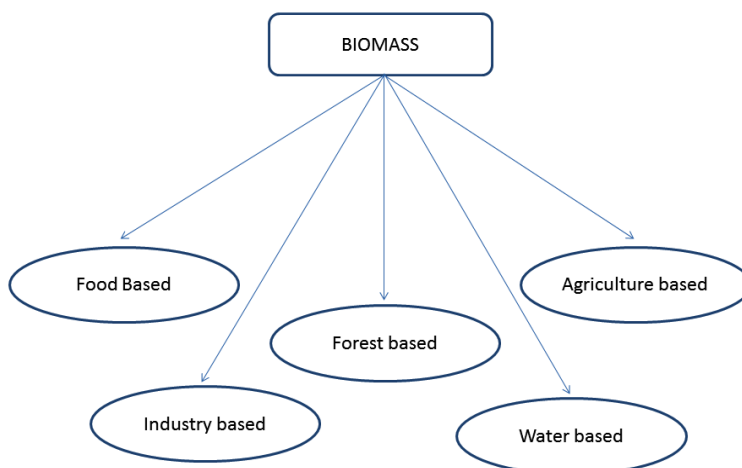 BIOMASS
Food Based
Agriculture based
Forest based
Industry based
Water based